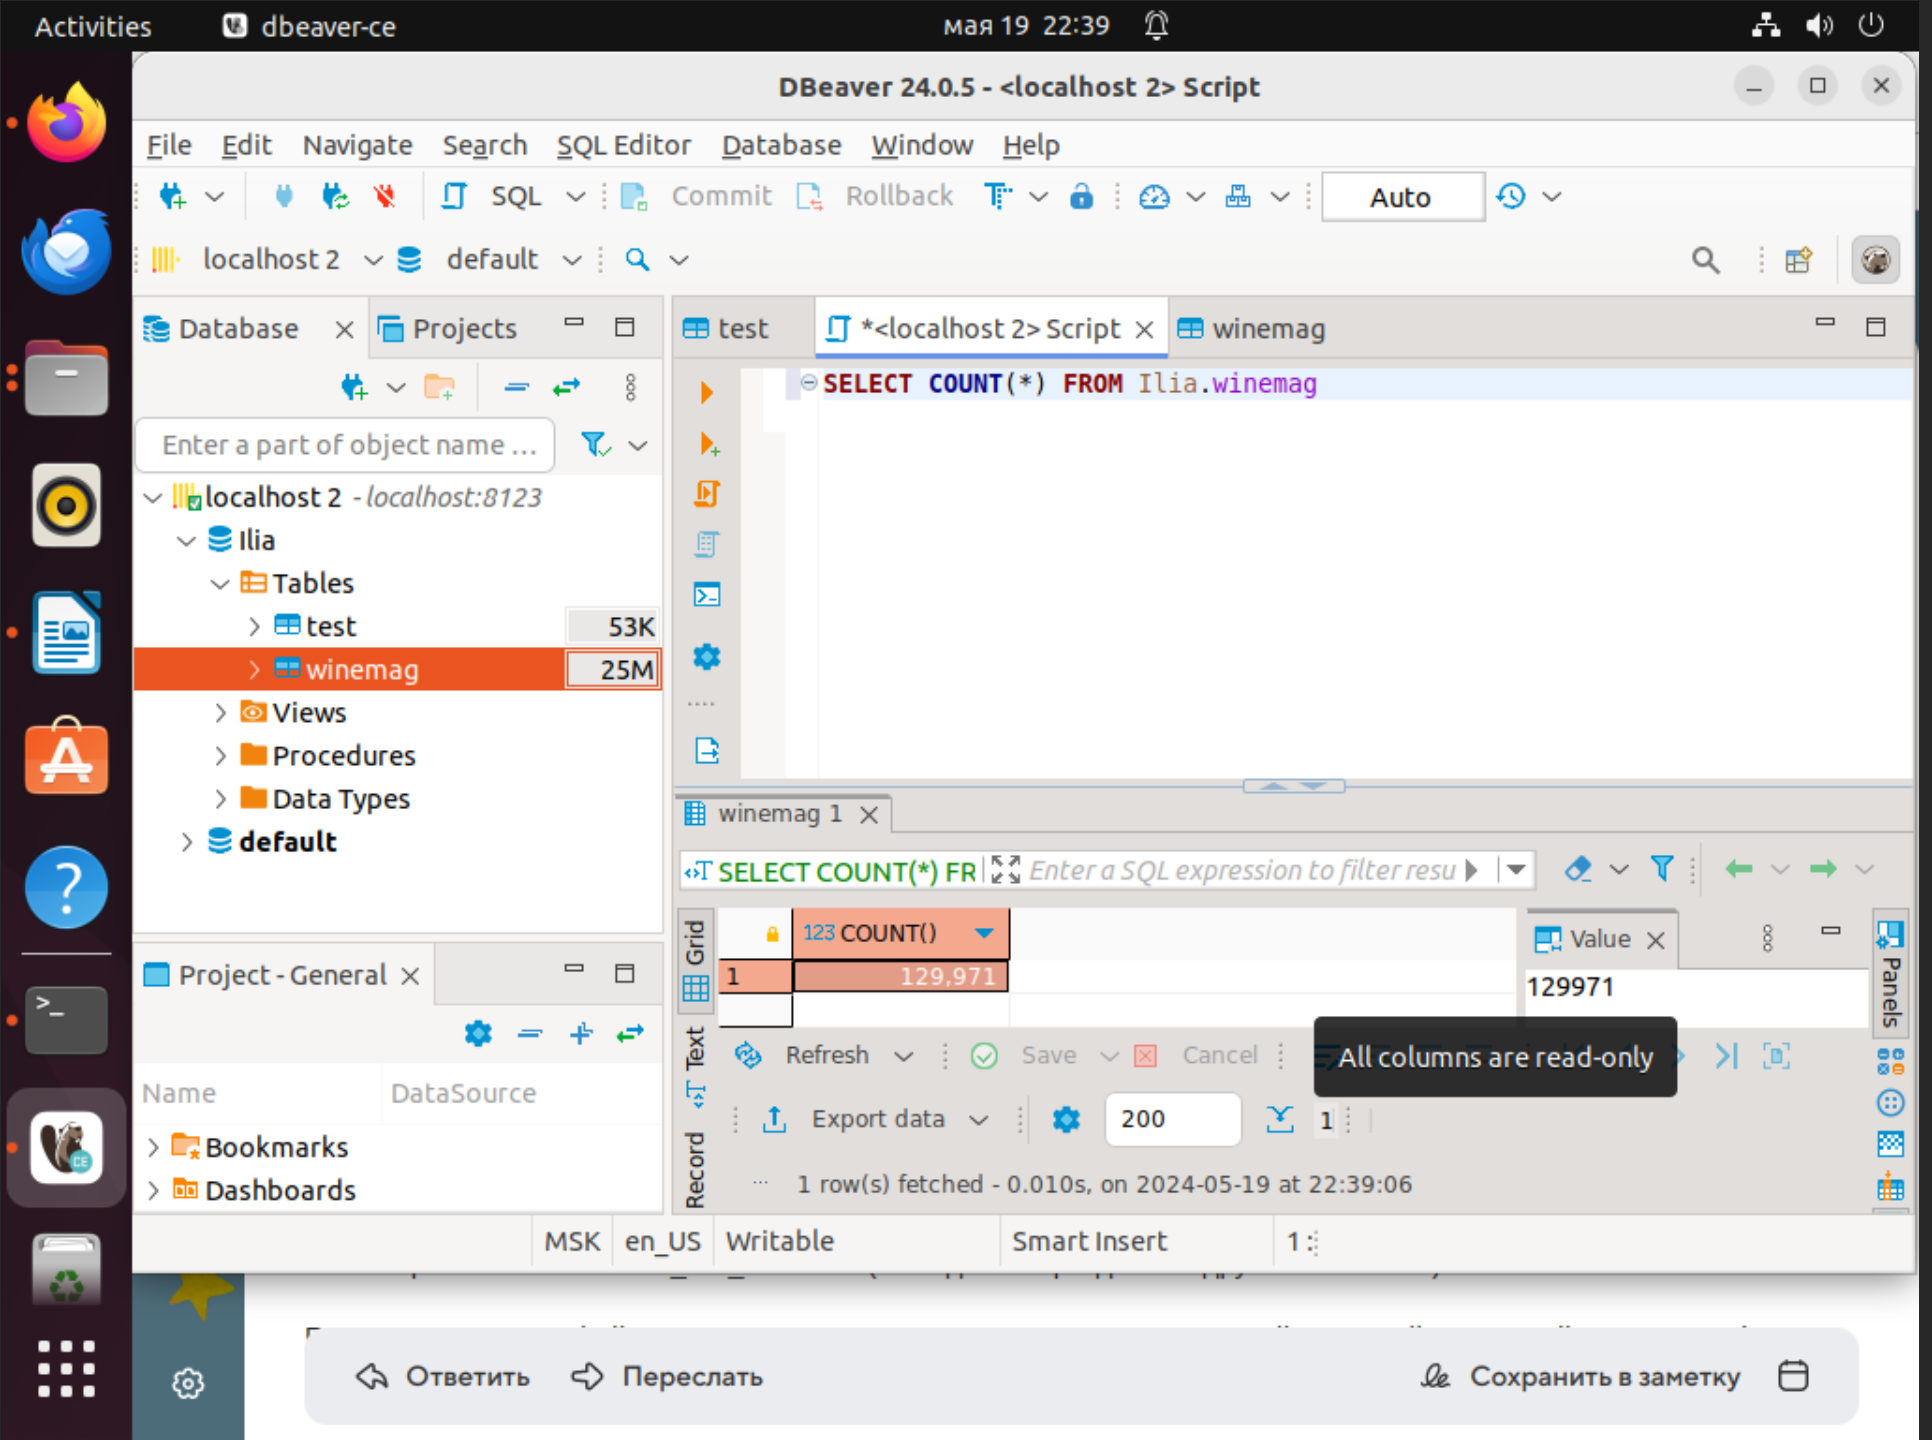 Activities dbeaver-ce мая 19 22:39
DBeaver 24.0.5 - <localhost 2> Script
File Edit Navigate Search SQL Editor Database Window Help
SQL Commit Rollback Auto
localhost 2 default
Database Projects
Enter a part of object name ...
localhost 2 - localhost:8123
Ilia
Tables
test 53K
winemag 25M
Views
Procedures
Data Types
default
Project - General
Name DataSource
Bookmarks
Dashboards
test *<localhost 2> Script winemag
SELECT COUNT(*) FROM Ilia.winemag
winemag 1
SELECT COUNT(*) FR Enter a SQL expression to filter resu
Grid
Text
Record
123 COUNT()
1 129,971
Value
129971
Panels
Refresh Save Cancel
All columns are read-only
Export data 200 1
... 1 row(s) fetched - 0.010s, on 2024-05-19 at 22:39:06
MSK en_US Writable Smart Insert 1 :
Ответить Переслать Сохранить в заметку